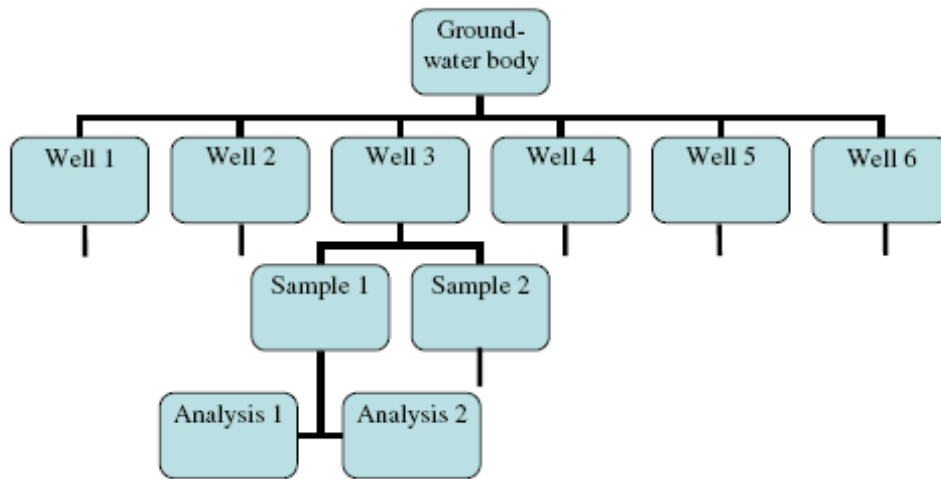 Ground-
water body
Well 1
Well 2
Well 3
Well 4
Well 5
Well 6
Sample 1
Sample 2
Analysis 1
Analysis 2